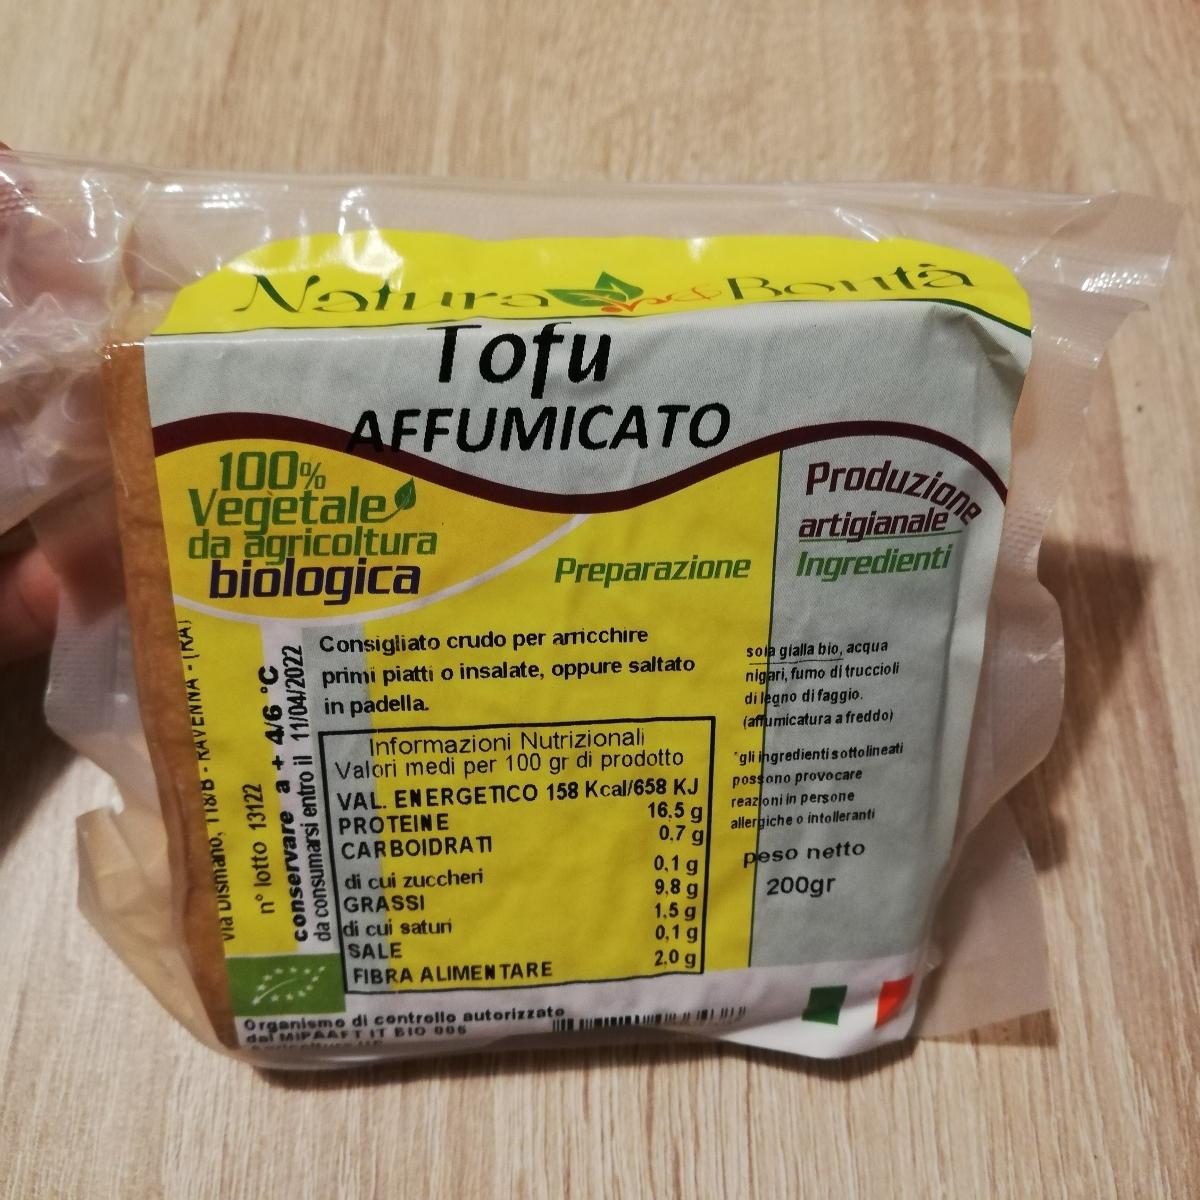 Natura è Bontà
Tofu
AFFUMICATO
100%
Vegetale
da agricoltura
biologica
Preparazione
Consigliato crudo per arricchire
primi piatti o insalate, oppure saltato
in padella.
Informazioni Nutrizionali
Valori medi per 100 gr di prodotto
VAL. ENERGETICO 158 Kcal/658 KJ
PROTEINE 16,5 g
CARBOIDRATI 0,7 g
di cui zuccheri 0,1 g
GRASSI 9,8 g
di cui saturi 1,5 g
SALE 0,1 g
FIBRA ALIMENTARE 2,0 g
Produzione
artigianale
Ingredienti
soia gialla bio, acqua
nigari, fumo di truccioli
di legno di faggio.
(affumicatura a freddo)
*gli ingredienti sottolineati
possono provocare
reazioni in persone
allergiche o intolleranti
peso netto
200gr
via Dismano, 118/B - RAVENNA - (RA)
n° lotto 13122
conservare a + 4/6 °C
da consumarsi entro il 11/04/2022
Organismo di controllo autorizzato
dal MIPAAFT IT BIO 006